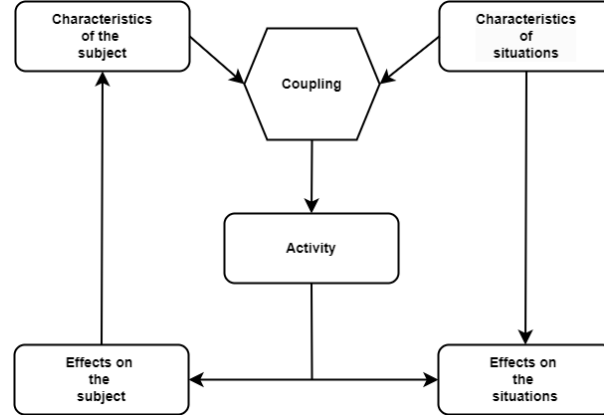 Characteristics
of the
subject
Characteristics
of
situations
Coupling
Activity
Effects on
the
subject
Effects on
the
situations